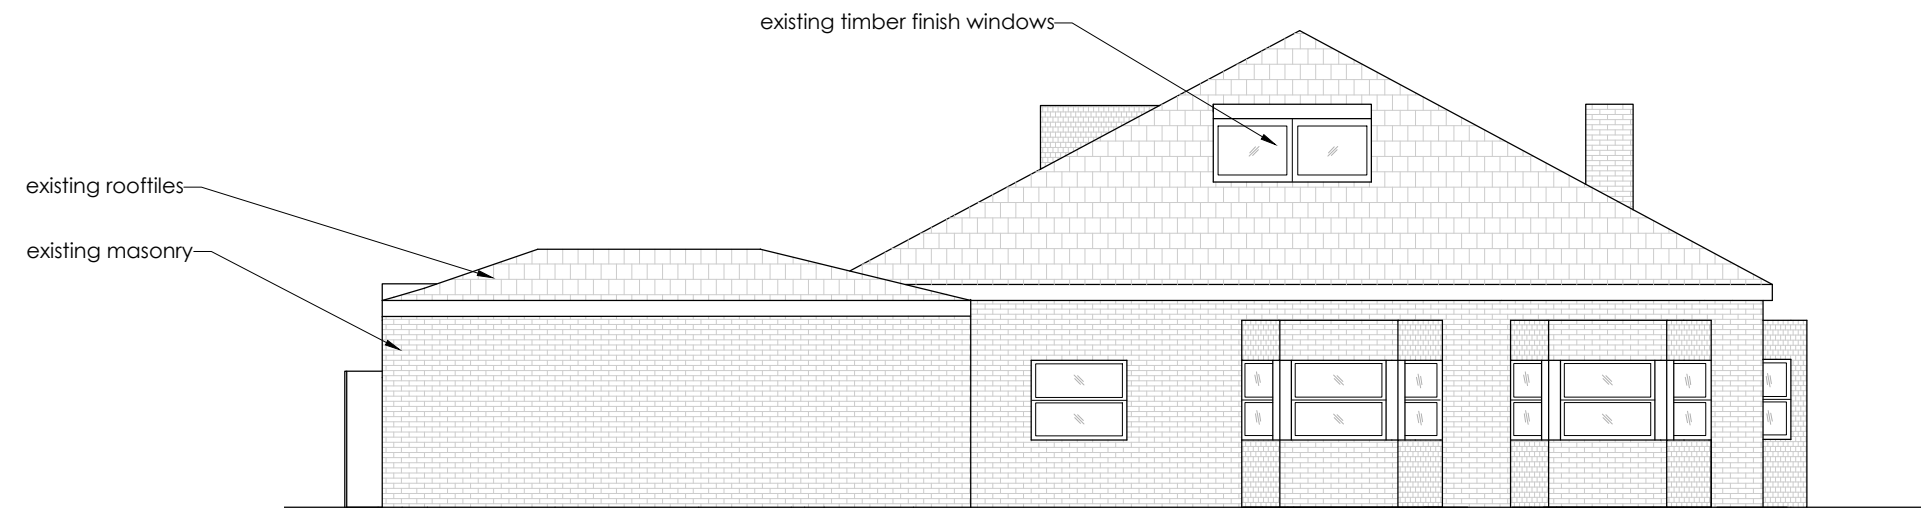 existing timber finish windows
existing rooftiles
existing masonry